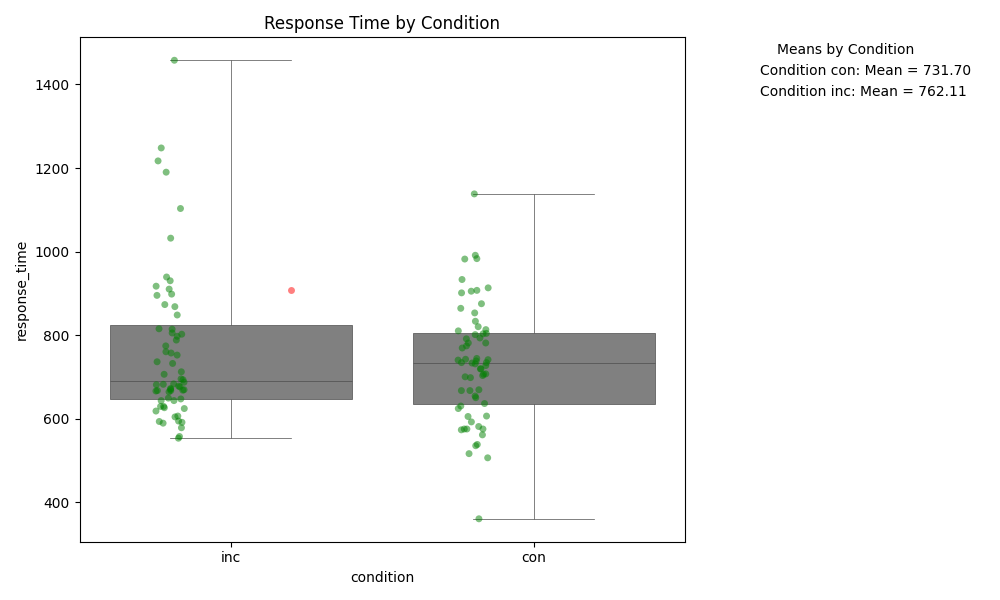 Response Time by Condition
Means by Condition
Condition con: Mean = 731.70
Condition inc: Mean = 762.11
response_time
1400
1200
1000
800
600
400
inc
con
condition